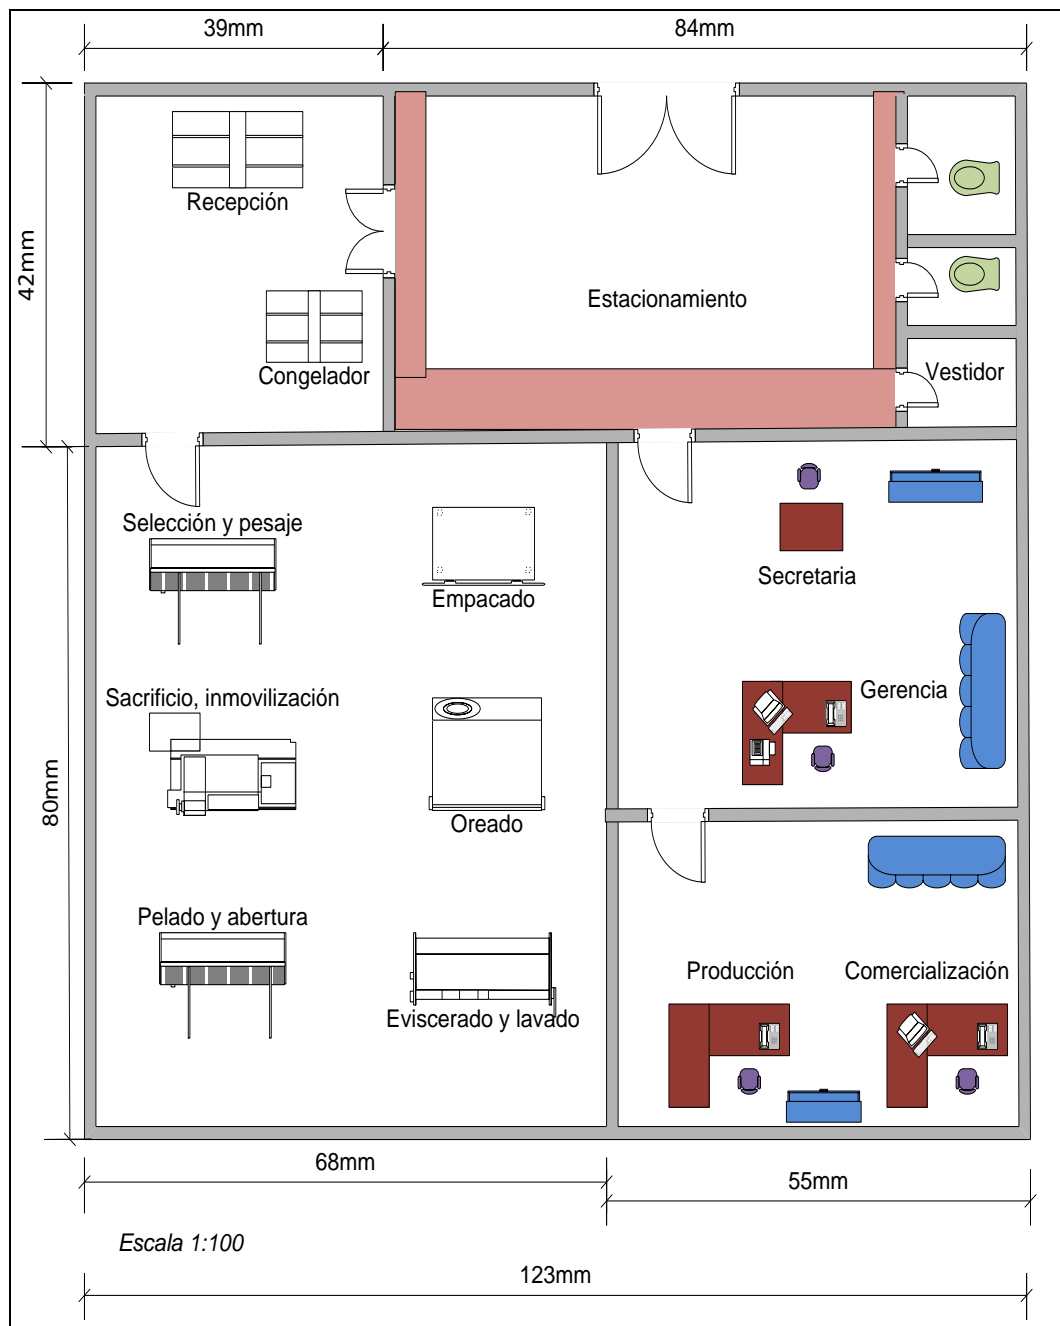 39mm
84mm
Recepción
42mm
Estacionamiento
Congelador
Vestidor
Selección y pesaje
Empacado
Secretaria
Sacrificio, inmovilización
Gerencia
80mm
Oreado
Pelado y abertura
Producción
Comercialización
Eviscerado y lavado
68mm
55mm
Escala 1:100
123mm